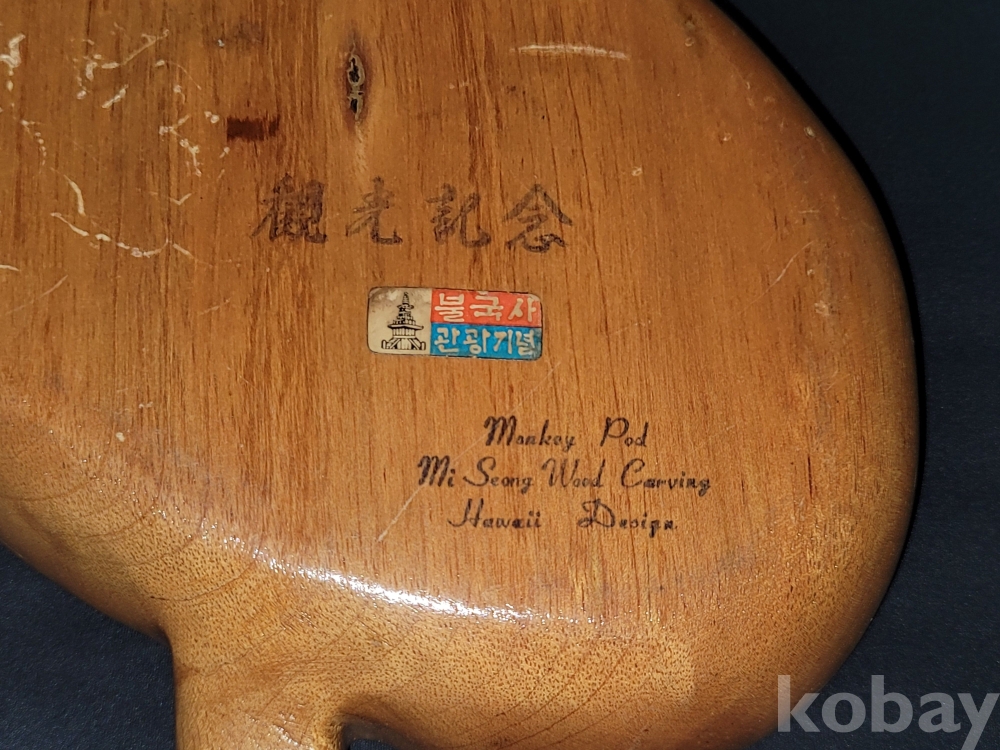 觀光記念
불국사
관광기념
Monkey Pod
Mi Seong Wood Carving
Hawaii Design
kobay